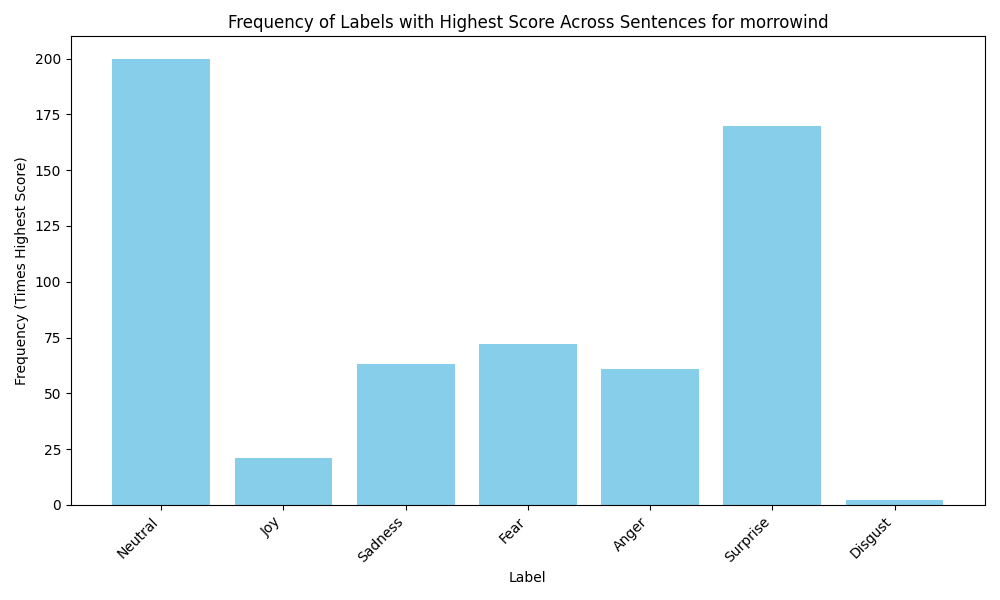 Frequency of Labels with Highest Score Across Sentences for morrowind
Frequency (Times Highest Score)
200
175
150
125
100
75
50
25
0
Neutral
Joy
Sadness
Fear
Anger
Surprise
Disgust
Label